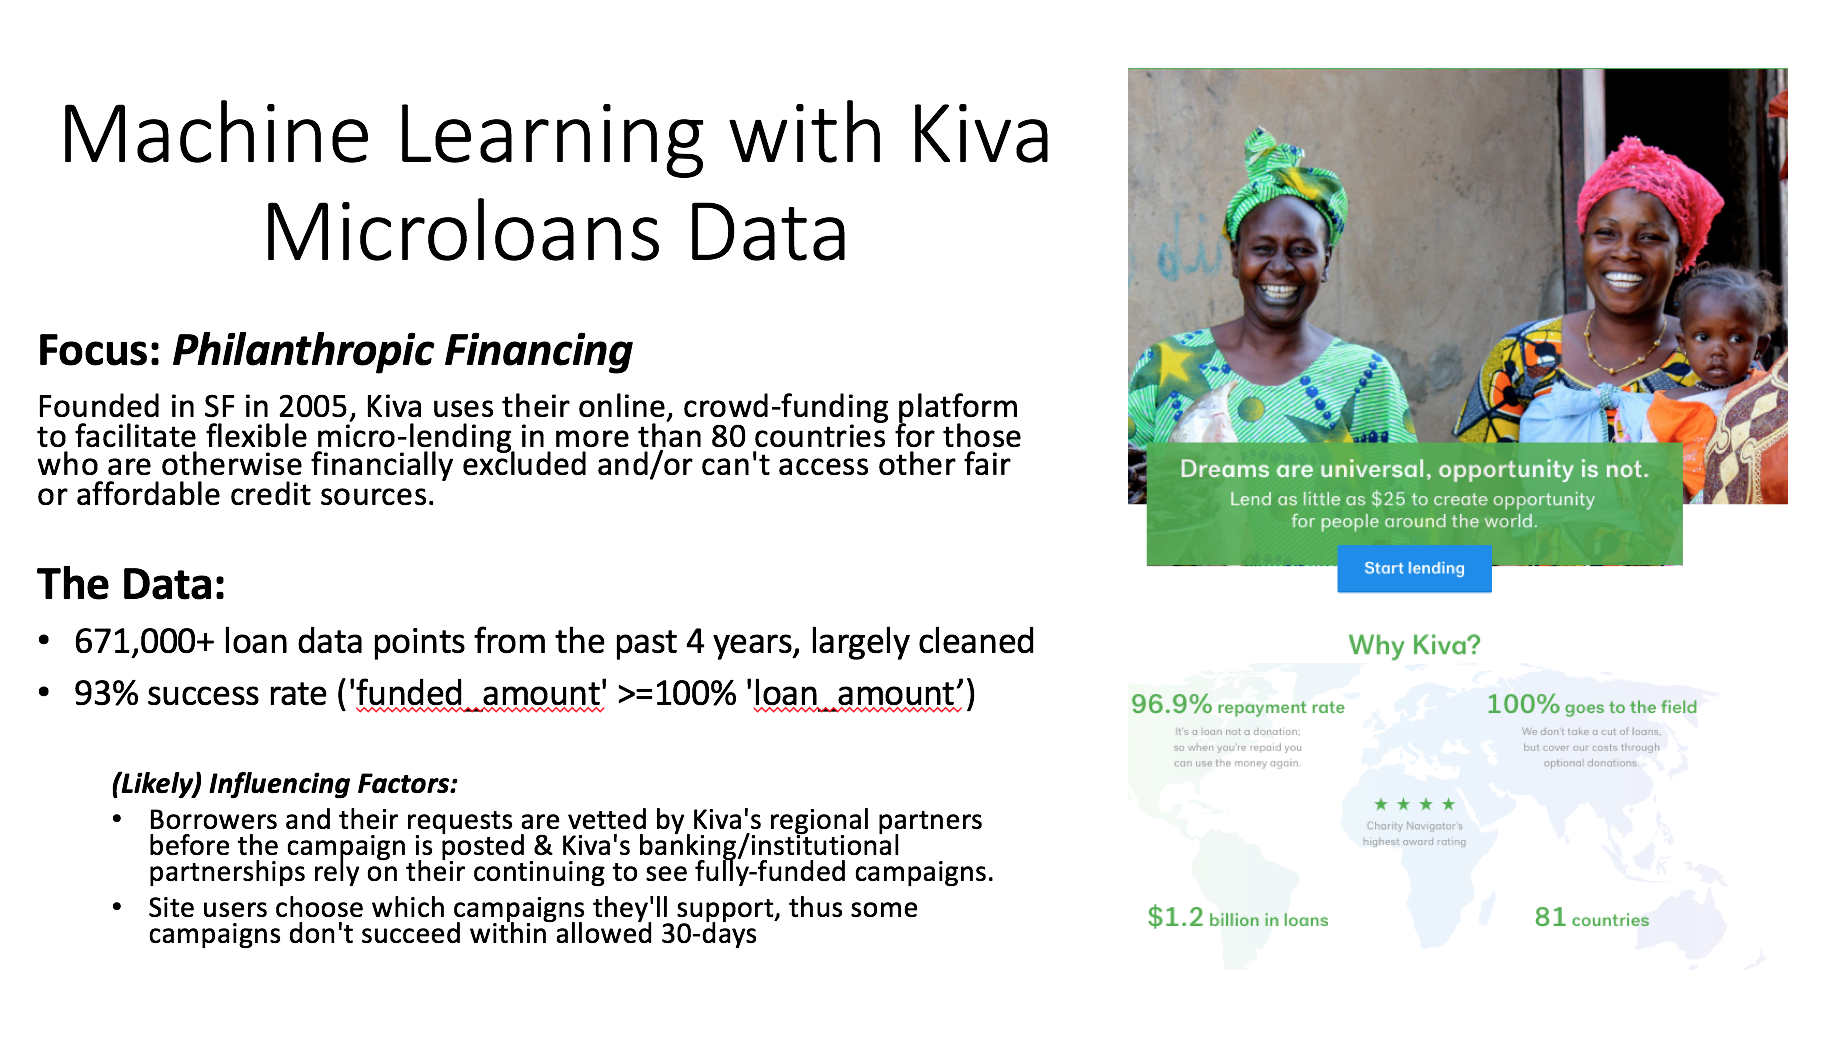 Machine Learning with Kiva
Microloans Data
Focus: Philanthropic Financing
Founded in SF in 2005, Kiva uses their online, crowd-funding platform
to facilitate flexible micro-lending in more than 80 countries for those
who are otherwise financially excluded and/or can't access other fair
or affordable credit sources.
The Data:
• 671,000+ loan data points from the past 4 years, largely cleaned
• 93% success rate ('funded_amount' >=100% 'loan_amount’)
(Likely) Influencing Factors:
• Borrowers and their requests are vetted by Kiva's regional partners
before the campaign is posted & Kiva's banking/institutional
partnerships rely on their continuing to see fully-funded campaigns.
• Site users choose which campaigns they'll support, thus some
campaigns don't succeed within allowed 30-days
Dreams are universal, opportunity is not.
Lend as little as $25 to create opportunity
for people around the world.
Start lending
Why Kiva?
96.9% repayment rate
It's a loan not a donation;
so when you're repaid you
can use the money again.
100% goes to the field
We don't take a cut of loans,
but cover our costs through
optional donations.
★ ★ ★ ★
Charity Navigator's
highest award rating
$1.2 billion in loans
81 countries